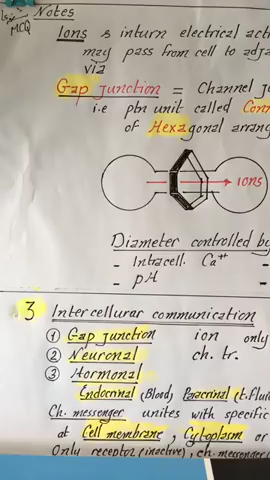 Notes
MCQ
Ions & inturn electrical acti
may pass from cell to adja
via
Gap junction = Channel j
i.e pbn unit called Conn
of Hexagonal arrang
IONS
Diameter controlled by
- Intracell. Ca++ -
- pH -
3 Intercellular communication
① Gap junction ion only
② Neuronal ch. tr.
③ Hormonal
Endocrinal (Blood), Paracrinal (t.flui
Ch. messenger unites with specific
at Cell membrane, Cytoplasm or
Only receptor (inactive), ch. messenger (